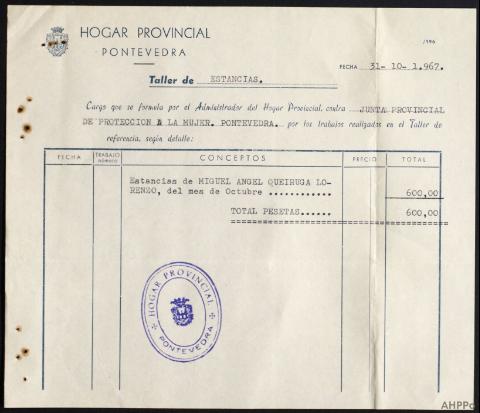 HOGAR PROVINCIAL
PONTEVEDRA
FECHA 31-10-1.967.
Taller de ESTANCIAS.
Cargo que se formula por el Administrador del Hogar Provincial, contra JUNTA PROVINCIAL
DE PROTECCION A LA MUJER. PONTEVEDRA. por los trabajos realizados en el Taller de
referencia, según detalle:
FECHA TRABAJO NÚMERO CONCEPTOS PRECIO TOTAL
Estancias de MIGUEL ANGEL QUEIRUGA LO-
RENZO, del mes de Octubre ............ 600,00
TOTAL PESETAS...... 600,00
HOGAR PROVINCIAL
PONTEVEDRA